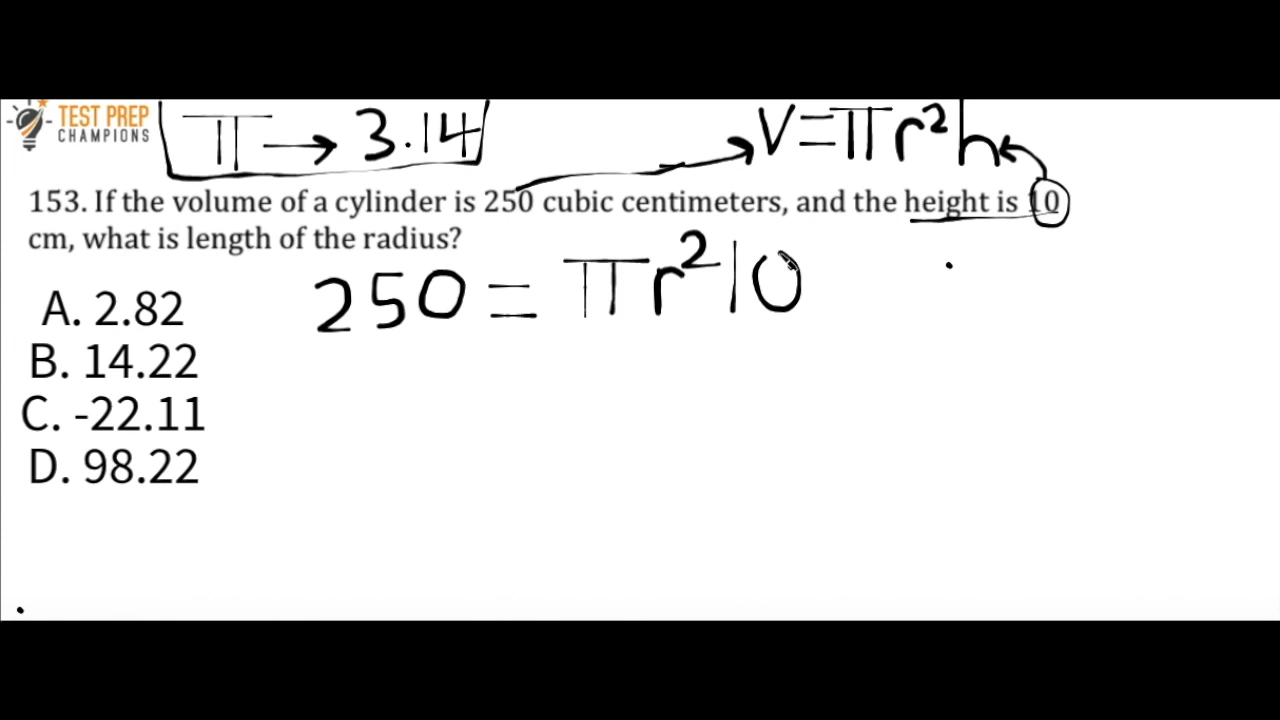 TEST PREP
CHAMPIONS
π → 3.14
V=πr²h
153. If the volume of a cylinder is 250 cubic centimeters, and the height is 10
cm, what is length of the radius?
250 = πr²10
A. 2.82
B. 14.22
C. -22.11
D. 98.22